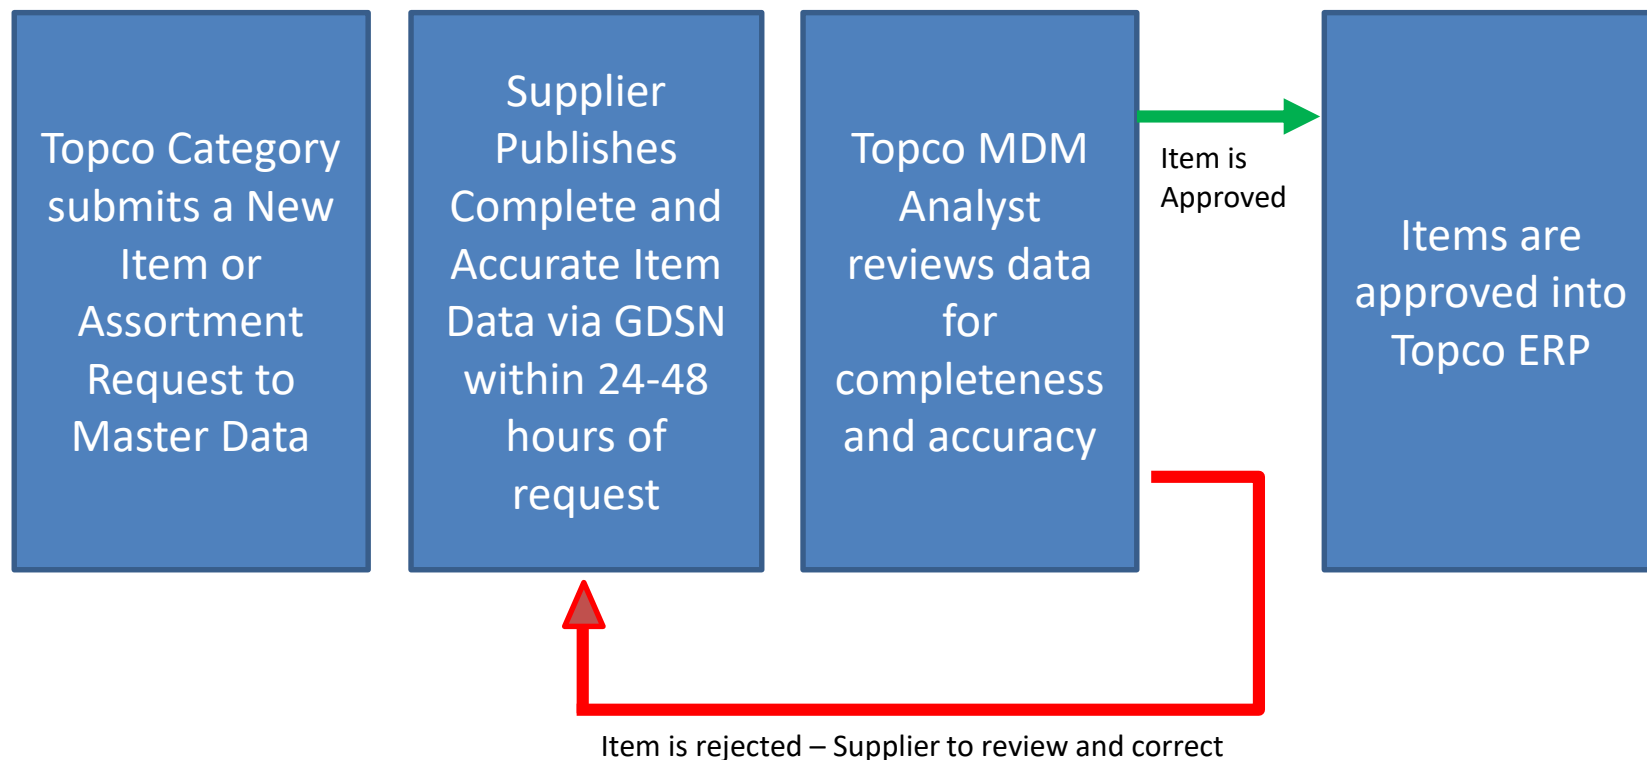 Topco Category
submits a New
Item or
Assortment
Request to
Master Data
Supplier
Publishes
Complete and
Accurate Item
Data via GDSN
within 24-48
hours of
request
Topco MDM
Analyst
reviews data
for
completeness
and accuracy
Item is
Approved
Items are
approved into
Topco ERP
Item is rejected – Supplier to review and correct